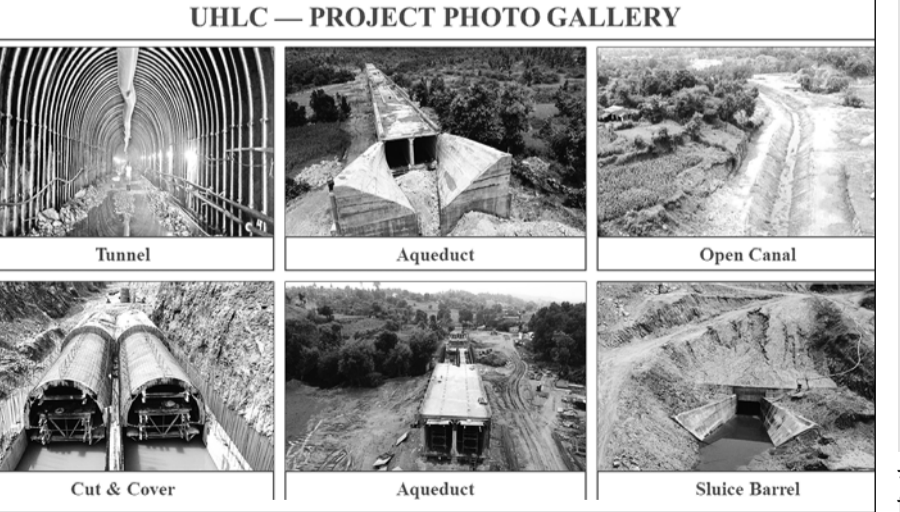 UHLC — PROJECT PHOTO GALLERY
Tunnel
Aqueduct
Open Canal
Cut & Cover
Aqueduct
Sluice Barrel